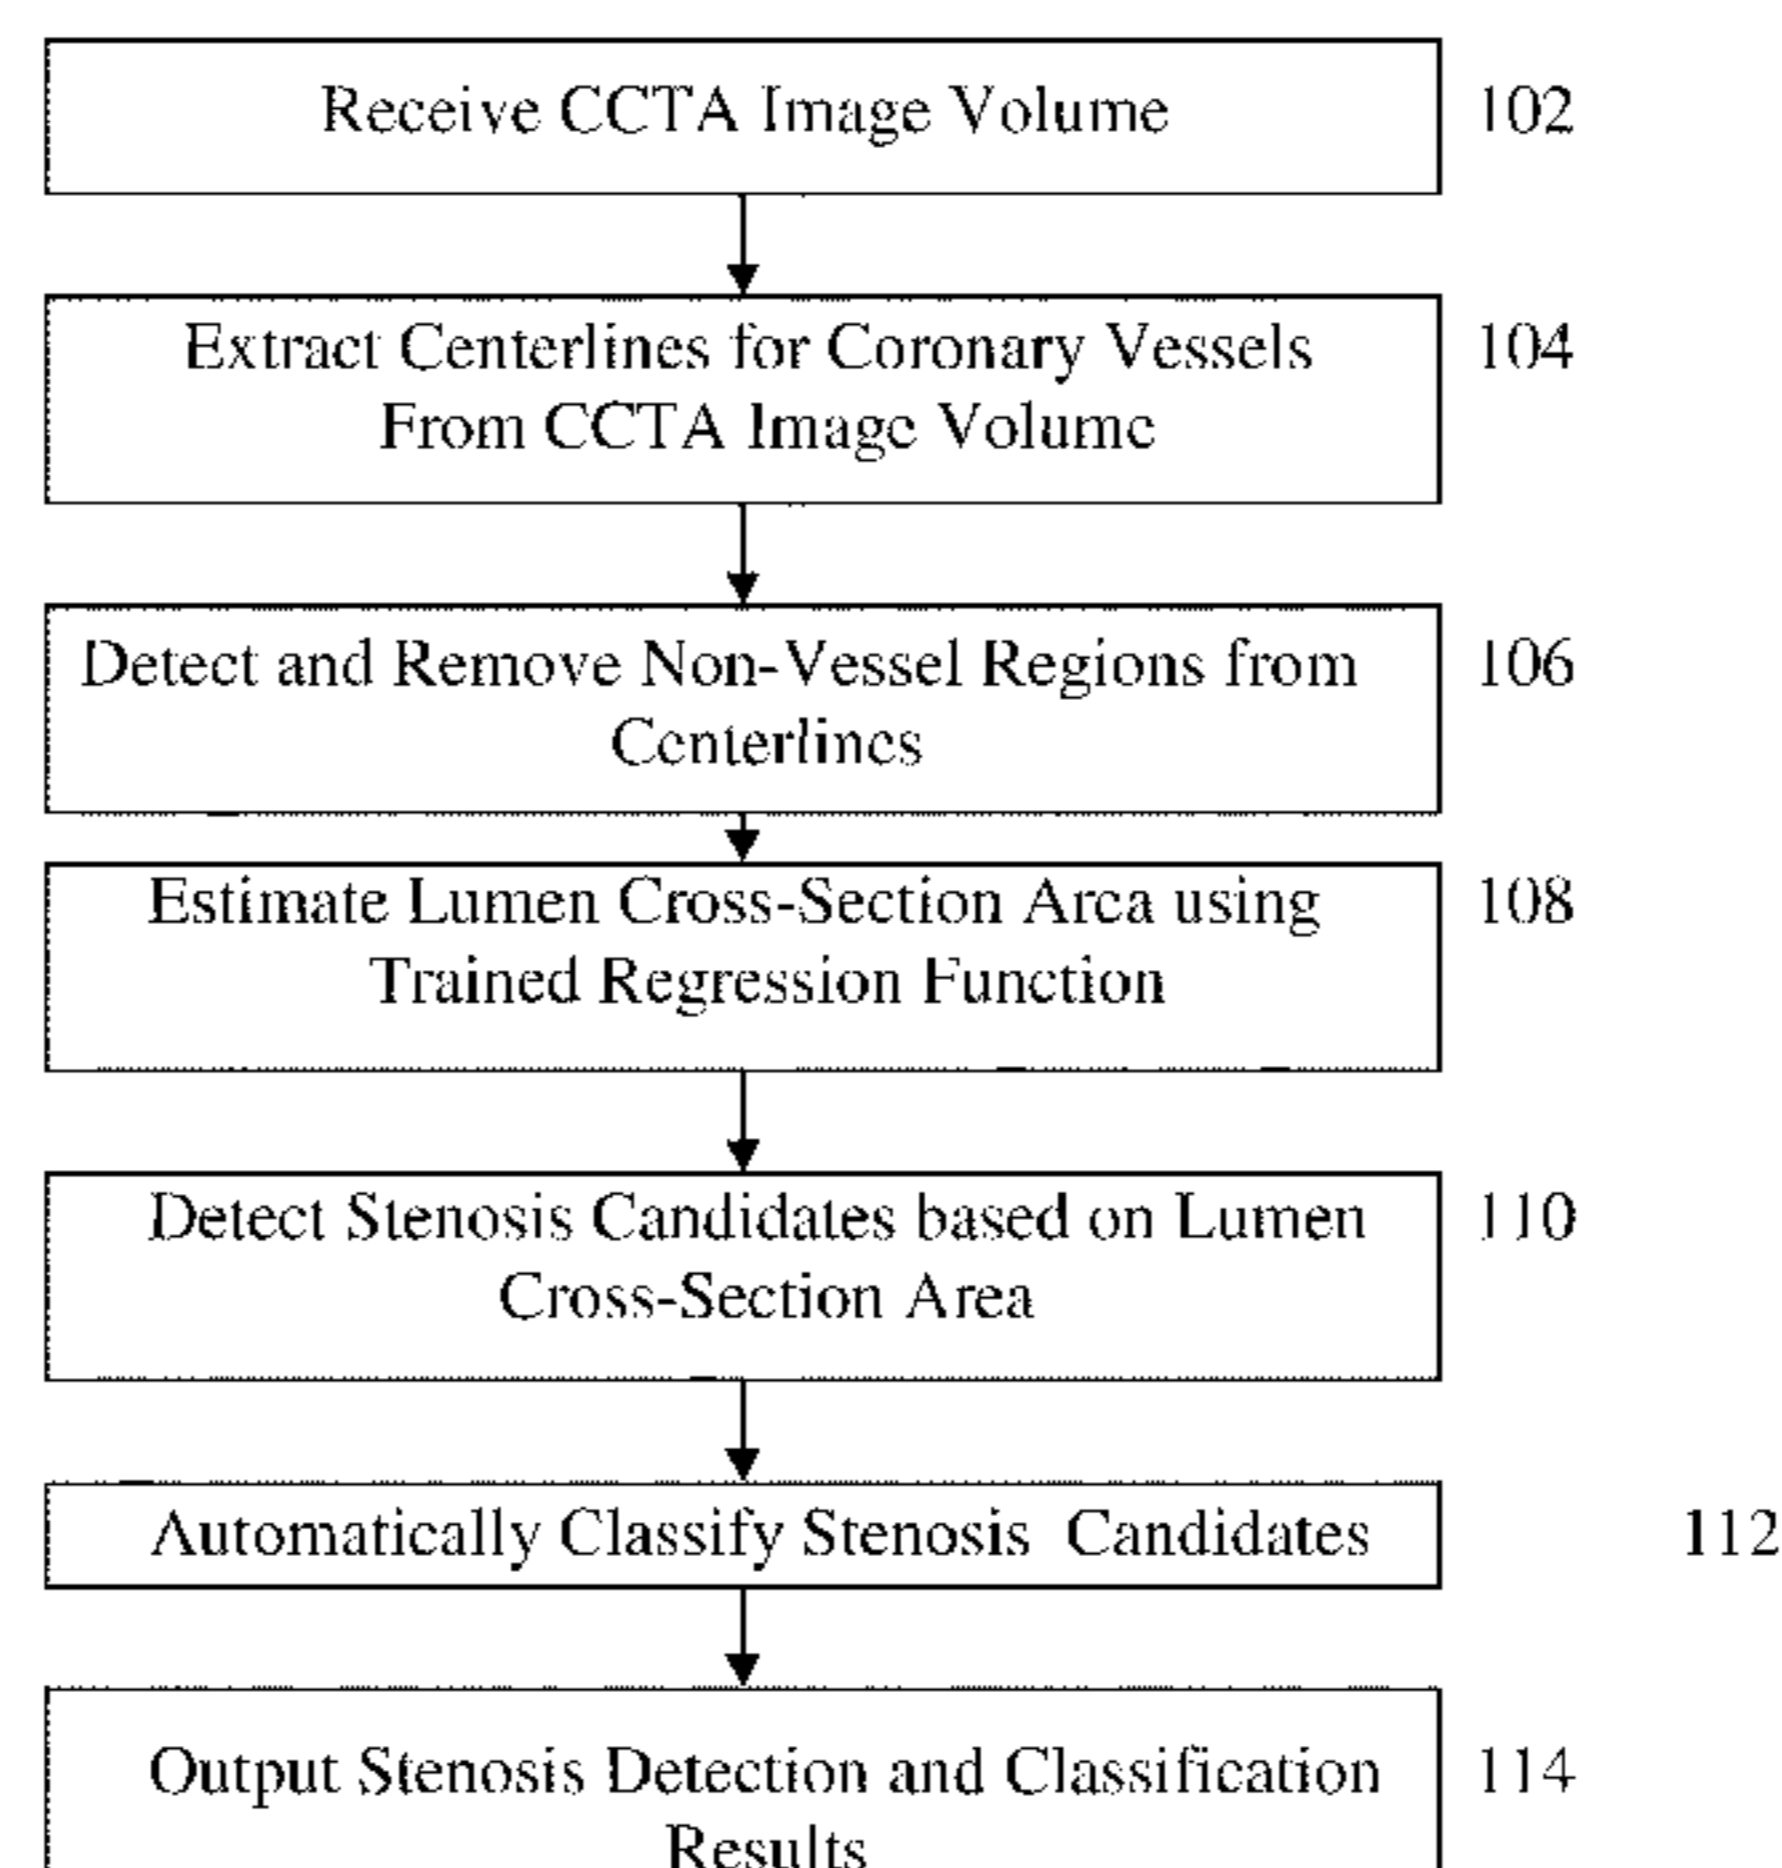 Receive CCTA Image Volume 102
Extract Centerlines for Coronary Vessels 104
From CCTA Image Volume
Detect and Remove Non-Vessel Regions from 106
Centerlines
Estimate Lumen Cross-Section Area using 108
Trained Regression Function
Detect Stenosis Candidates based on Lumen 110
Cross-Section Area
Automatically Classify Stenosis Candidates 112
Output Stenosis Detection and Classification 114
Results